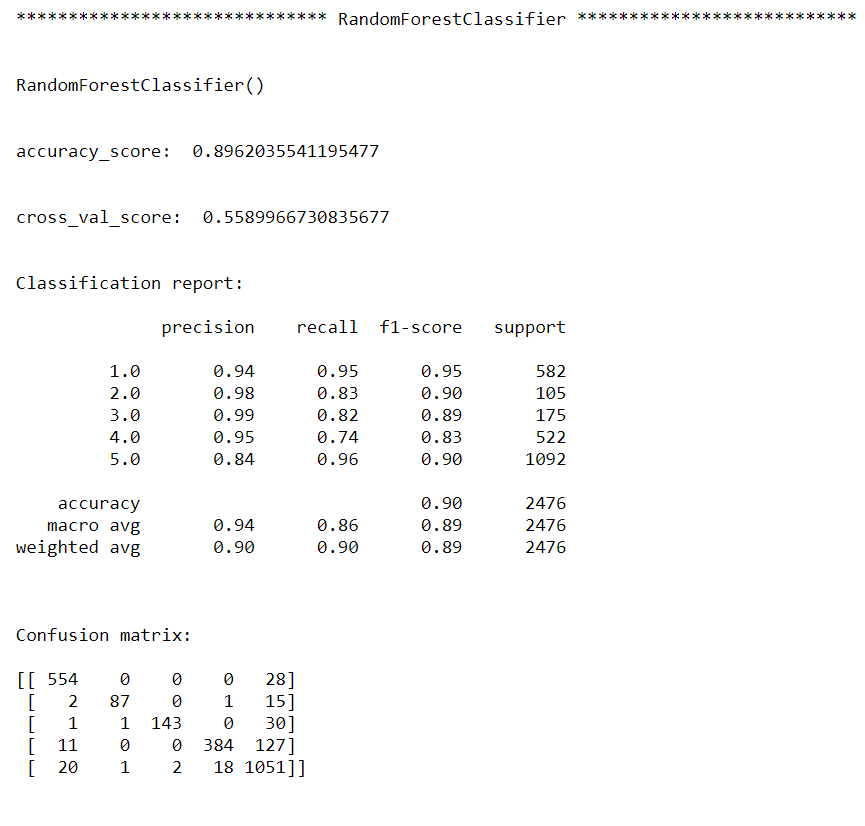 ****************************** RandomForestClassifier ***************************
RandomForestClassifier()
accuracy_score:  0.8962035541195477
cross_val_score:  0.5589966730835677
Classification report:
              precision    recall  f1-score   support
         1.0       0.94      0.95      0.95       582
         2.0       0.98      0.83      0.90       105
         3.0       0.99      0.82      0.89       175
         4.0       0.95      0.74      0.83       522
         5.0       0.84      0.96      0.90      1092
    accuracy                           0.90      2476
   macro avg       0.94      0.86      0.89      2476
weighted avg       0.90      0.90      0.89      2476
Confusion matrix:
[[ 554    0    0    0   28]
 [   2   87    0    1   15]
 [   1    1  143    0   30]
 [  11    0    0  384  127]
 [  20    1    2   18 1051]]